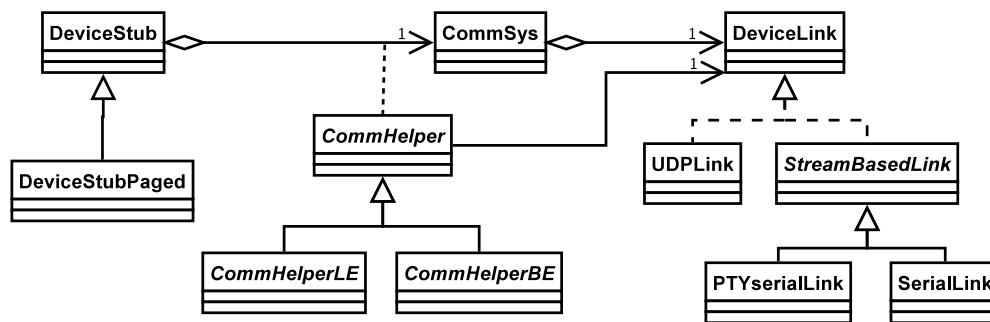 DeviceStub
1
CommSys
1
DeviceLink
1
CommHelper
DeviceStubPaged
UDPLink
StreamBasedLink
CommHelperLE
CommHelperBE
PTYserialLink
SerialLink